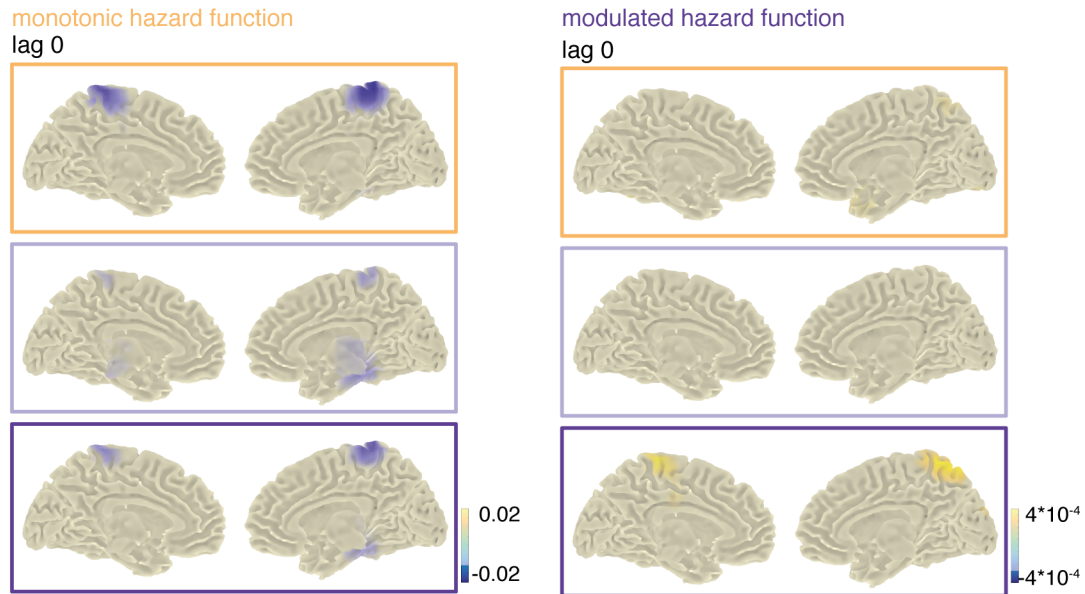 monotonic hazard function
lag 0
0.02
-0.02
modulated hazard function
lag 0
4*10⁻⁴
-4*10⁻⁴